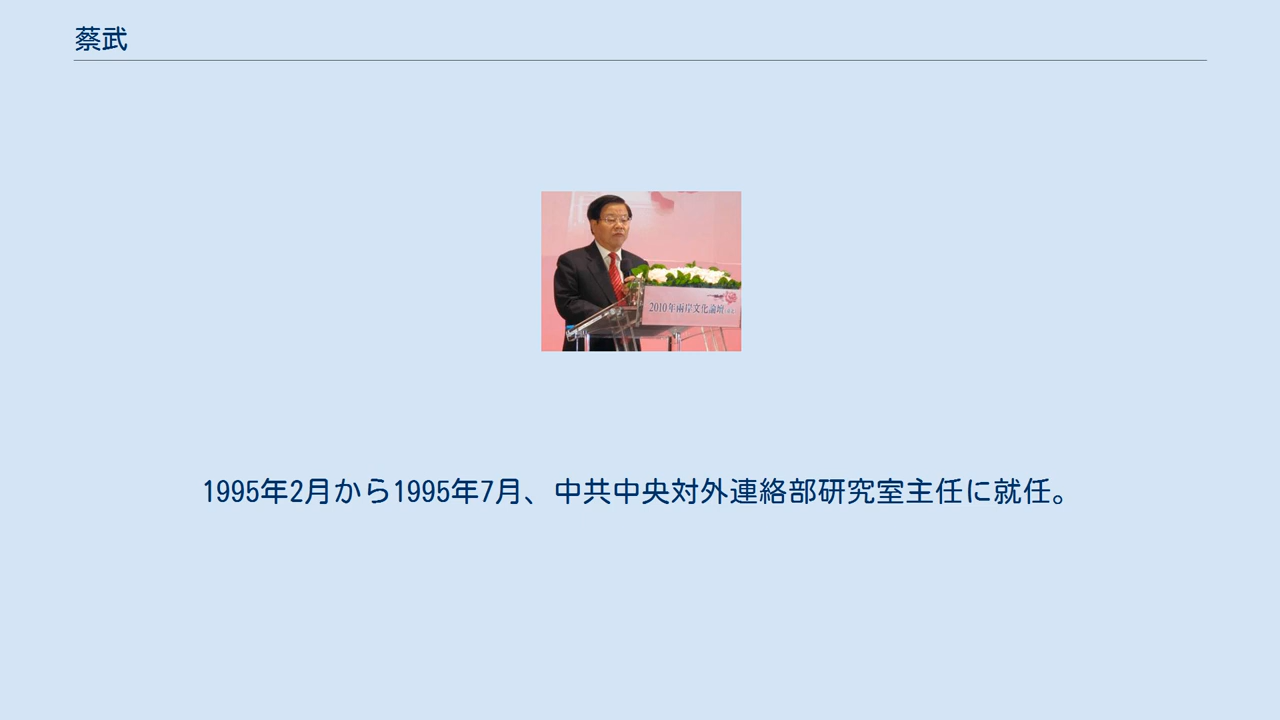 蔡武
2010年兩岸文化論壇
1995年2月から1995年7月、中共中央対外連絡部研究室主任に就任。